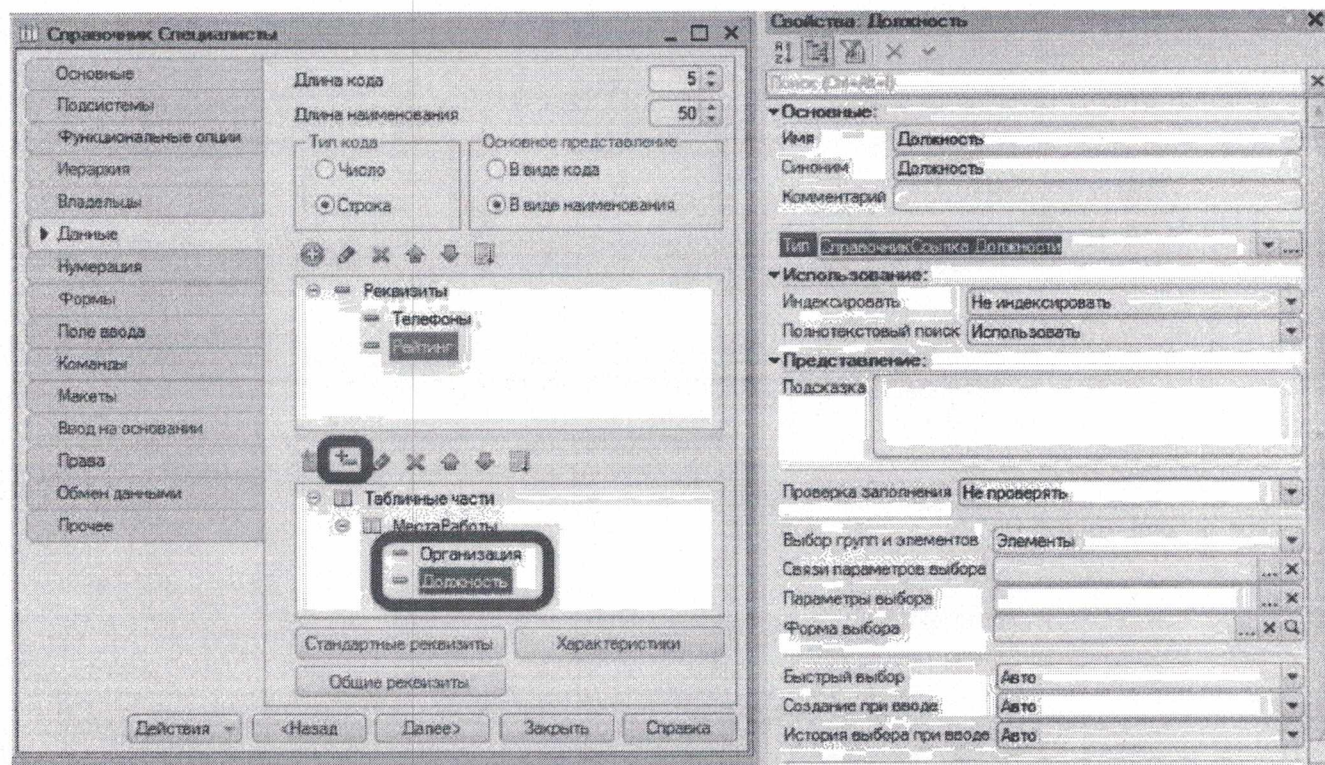 Справочник Специалисты
Основные
Подсистемы
Функциональные опции
Иерархия
Владельцы
Данные
Нумерация
Формы
Поле ввода
Команды
Макеты
Ввод на основании
Права
Обмен данными
Прочее
Длина кода 5
Длина наименования 50
Тип кода
Число
Строка
Основное представление
В виде кода
В виде наименования
Реквизиты
Телефоны
Рейтинг
Табличные части
МестаРаботы
Организация
Должность
Стандартные реквизиты Характеристики
Общие реквизиты
Действия <Назад Далее> Закрыть Справка
Свойства: Должность
Поиск (Ctrl+Alt+I)
Основные:
Имя Должность
Синоним Должность
Комментарий
Тип СправочникСсылка.Должности
Использование:
Индексировать Не индексировать
Полнотекстовый поиск Использовать
Представление:
Подсказка
Проверка заполнения Не проверять
Выбор групп и элементов Элементы
Связи параметров выбора
Параметры выбора
Форма выбора
Быстрый выбор Авто
Создание при вводе Авто
История выбора при вводе Авто